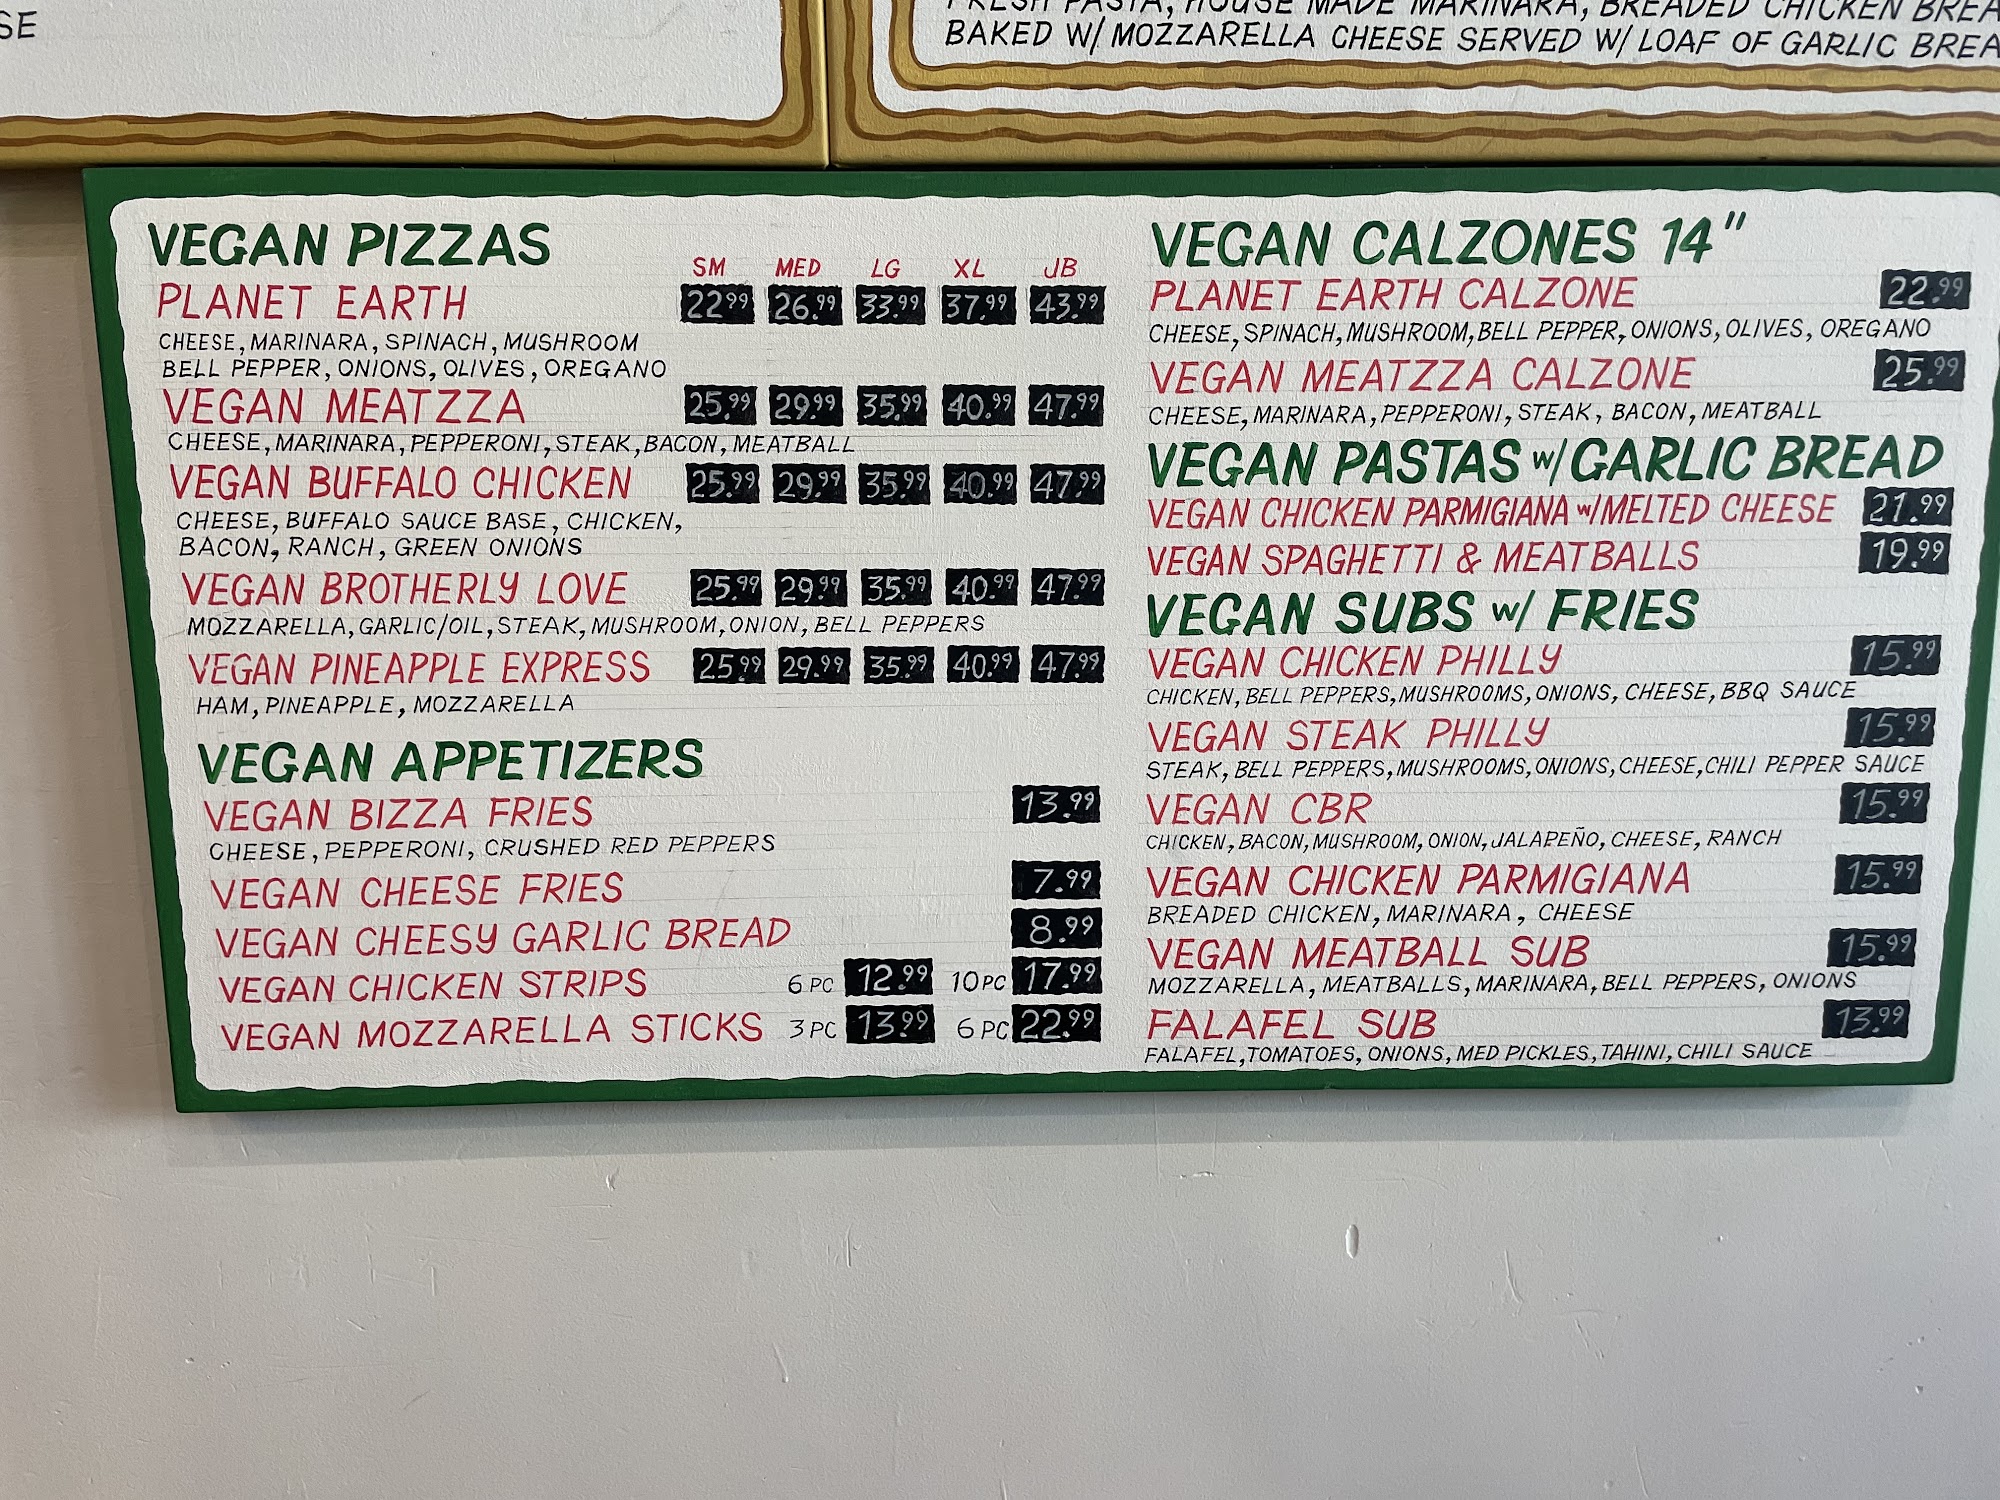 SE
BAKED W/ MOZZARELLA CHEESE SERVED W/ LOAF OF GARLIC
VEGAN PIZZAS
SM MED LG XL JB
PLANET EARTH 22.99 26.99 33.99 37.99 43.99
CHEESE, MARINARA, SPINACH, MUSHROOM
BELL PEPPER, ONIONS, OLIVES, OREGANO
VEGAN MEATZZA 25.99 29.99 35.99 40.99 47.99
CHEESE, MARINARA, PEPPERONI, STEAK, BACON, MEATBALL
VEGAN BUFFALO CHICKEN 25.99 29.99 35.99 40.99 47.99
CHEESE, BUFFALO SAUCE BASE, CHICKEN,
BACON, RANCH, GREEN ONIONS
VEGAN BROTHERLY LOVE 25.99 29.99 35.99 40.99 47.99
MOZZARELLA, GARLIC/OIL, STEAK, MUSHROOM, ONION, BELL PEPPERS
VEGAN PINEAPPLE EXPRESS 25.99 29.99 35.99 40.99 47.99
HAM, PINEAPPLE, MOZZARELLA
VEGAN APPETIZERS
VEGAN BIZZA FRIES 13.99
CHEESE, PEPPERONI, CRUSHED RED PEPPERS
VEGAN CHEESE FRIES 7.99
VEGAN CHEESY GARLIC BREAD 8.99
VEGAN CHICKEN STRIPS 6 PC 12.99 10 PC 17.99
VEGAN MOZZARELLA STICKS 3 PC 13.99 6 PC 22.99
VEGAN CALZONES 14"
PLANET EARTH CALZONE 22.99
CHEESE, SPINACH, MUSHROOM, BELL PEPPER, ONIONS, OLIVES, OREGANO
VEGAN MEATZZA CALZONE 25.99
CHEESE, MARINARA, PEPPERONI, STEAK, BACON, MEATBALL
VEGAN PASTAS W/ GARLIC BREAD
VEGAN CHICKEN PARMIGIANA W/ MELTED CHEESE 21.99
VEGAN SPAGHETTI & MEATBALLS 19.99
VEGAN SUBS W/ FRIES
VEGAN CHICKEN PHILLY 15.99
CHICKEN, BELL PEPPERS, MUSHROOMS, ONIONS, CHEESE, BBQ SAUCE
VEGAN STEAK PHILLY 15.99
STEAK, BELL PEPPERS, MUSHROOMS, ONIONS, CHEESE, CHILI PEPPER SAUCE
VEGAN CBR 15.99
CHICKEN, BACON, MUSHROOM, ONION, JALAPEÑO, CHEESE, RANCH
VEGAN CHICKEN PARMIGIANA 15.99
BREADED CHICKEN, MARINARA, CHEESE
VEGAN MEATBALL SUB 15.99
MOZZARELLA, MEATBALLS, MARINARA, BELL PEPPERS, ONIONS
FALAFEL SUB 13.99
FALAFEL, TOMATOES, ONIONS, MED PICKLES, TAHINI, CHILI SAUCE